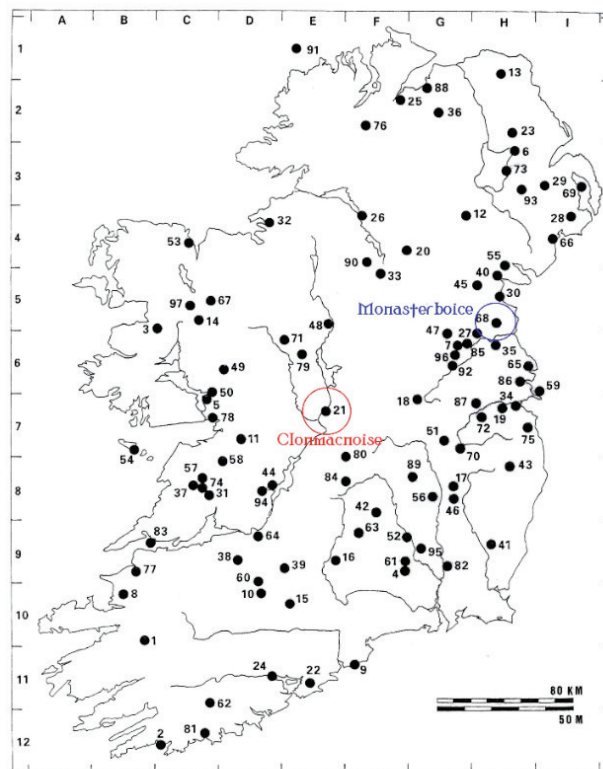 A B C D E F G H I
1 91 13
25 88 36
2 76 23
6
73 29 69
3 93
32 26 12 28
53 4 66
20 55
90 33 40
5 97 67 45 30
14 Monasterboice 68
3 48 47 27
6 71 7 35
79 96 85 65
49 92 86 59
50 18 87 34
5 21 19
78 72
7 11 Clonmacnoise 51 75
54 58 80 70
57 44 84 89 17 43
37 74 31 94 56
8 42 46
83 64 63 52
95 41
9 38 39 16 61 82
77 60 4
8 10 15
10
1
24 9
11 22
62 80 KM
81 50 M
12 2